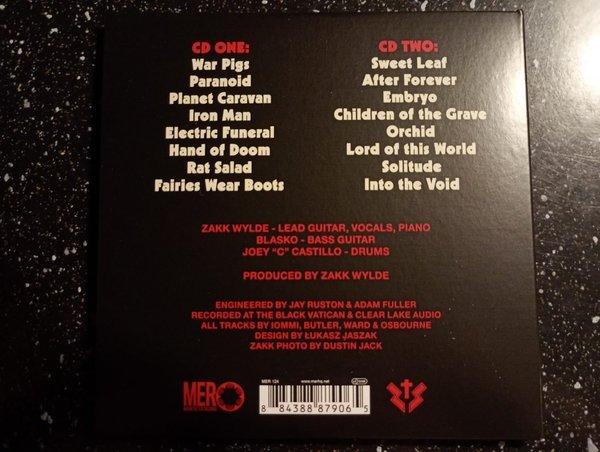 CD ONE:
War Pigs
Paranoid
Planet Caravan
Iron Man
Electric Funeral
Hand of Doom
Rat Salad
Fairies Wear Boots
CD TWO:
Sweet Leaf
After Forever
Embryo
Children of the Grave
Orchid
Lord of this World
Solitude
Into the Void
ZAKK WYLDE - LEAD GUITAR, VOCALS, PIANO
BLASKO - BASS GUITAR
JOEY “C” CASTILLO - DRUMS
PRODUCED BY ZAKK WYLDE
ENGINEERED BY JAY RUSTON & ADAM FULLER
RECORDED AT THE BLACK VATICAN & CLEAR LAKE AUDIO
ALL TRACKS BY IOMMI, BUTLER, WARD & OSBOURNE
DESIGN BY ŁUKASZ JASZAK
ZAKK PHOTO BY DUSTIN JACK
MER
MER 124 www.merhq.net
8 84388 87906 5